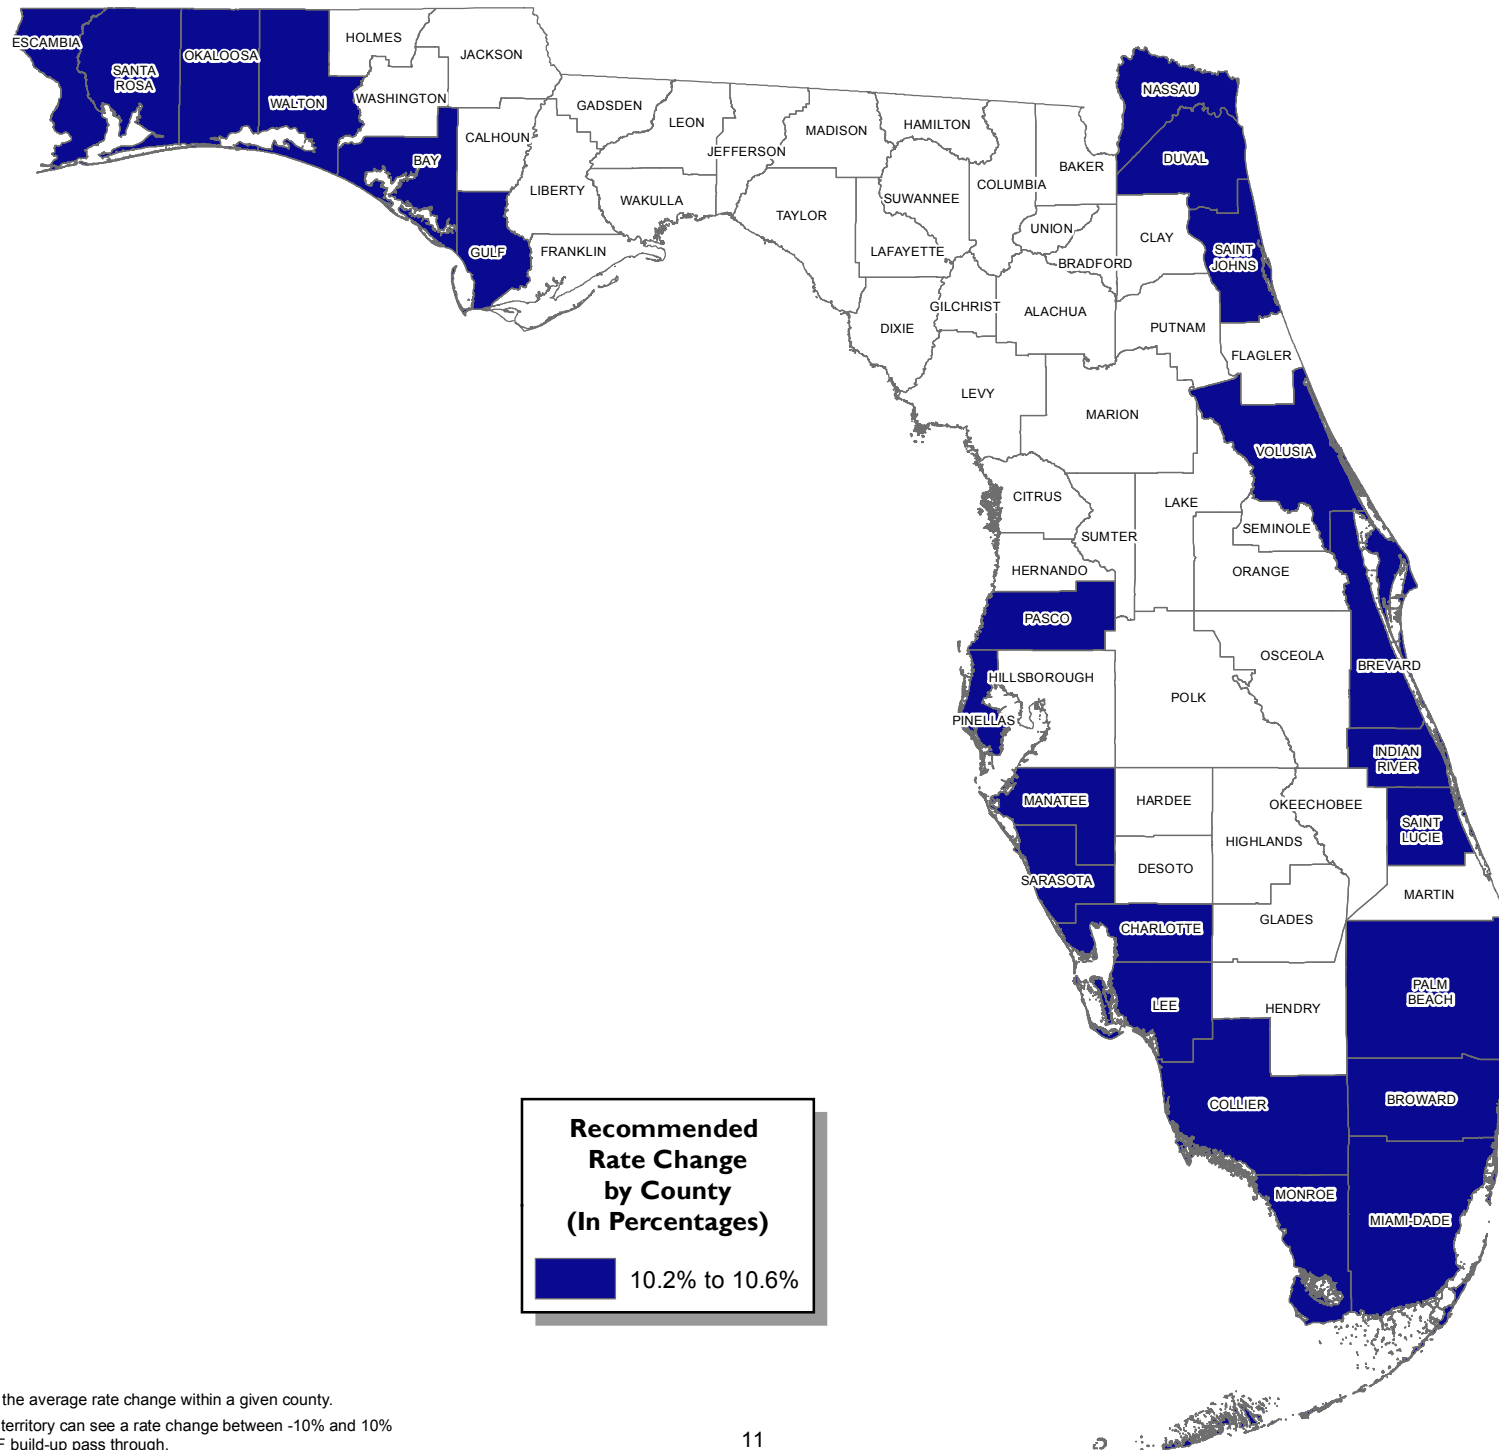 ESCAMBIA
SANTA
ROSA
OKALOOSA
WALTON
HOLMES
JACKSON
WASHINGTON
BAY
CALHOUN
GULF
GADSDEN
LIBERTY
FRANKLIN
LEON
WAKULLA
JEFFERSON
MADISON
TAYLOR
HAMILTON
SUWANNEE
LAFAYETTE
COLUMBIA
BAKER
NASSAU
DUVAL
UNION
BRADFORD
CLAY
SAINT
JOHNS
DIXIE
GILCHRIST
ALACHUA
PUTNAM
FLAGLER
LEVY
MARION
VOLUSIA
CITRUS
SUMTER
LAKE
SEMINOLE
HERNANDO
ORANGE
PASCO
OSCEOLA
BREVARD
HILLSBOROUGH
PINELLAS
POLK
INDIAN
RIVER
MANATEE
HARDEE
OKEECHOBEE
SAINT
LUCIE
HIGHLANDS
SARASOTA
DESOTO
MARTIN
CHARLOTTE
GLADES
LEE
HENDRY
PALM
BEACH
COLLIER
BROWARD
MONROE
MIAMI-DADE
Recommended
Rate Change
by County
(In Percentages)
10.2% to 10.6%
the average rate change within a given county.
territory can see a rate change between -10% and 10%
build-up pass through.
11